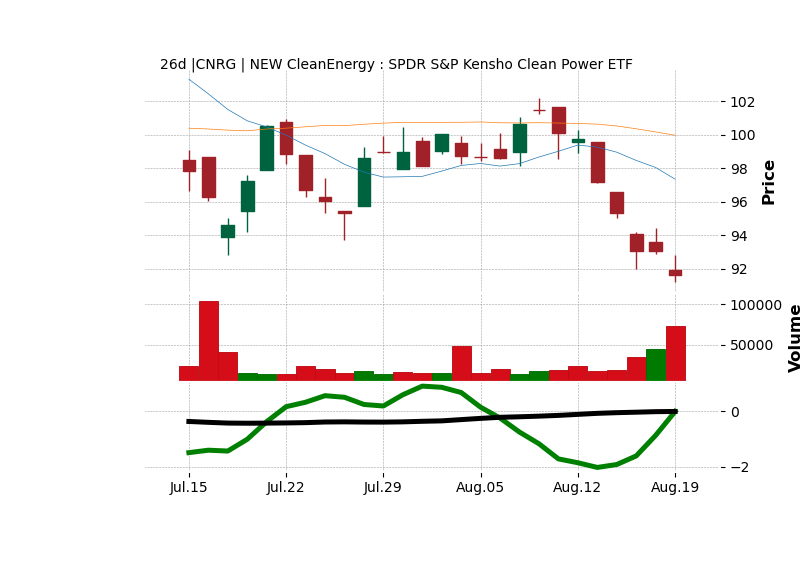 26d |CNRG | NEW CleanEnergy : SPDR S&P Kensho Clean Power ETF
102
100
98
96
94
92
Price
100000
50000
Volume
0
−2
Jul.15 Jul.22 Jul.29 Aug.05 Aug.12 Aug.19